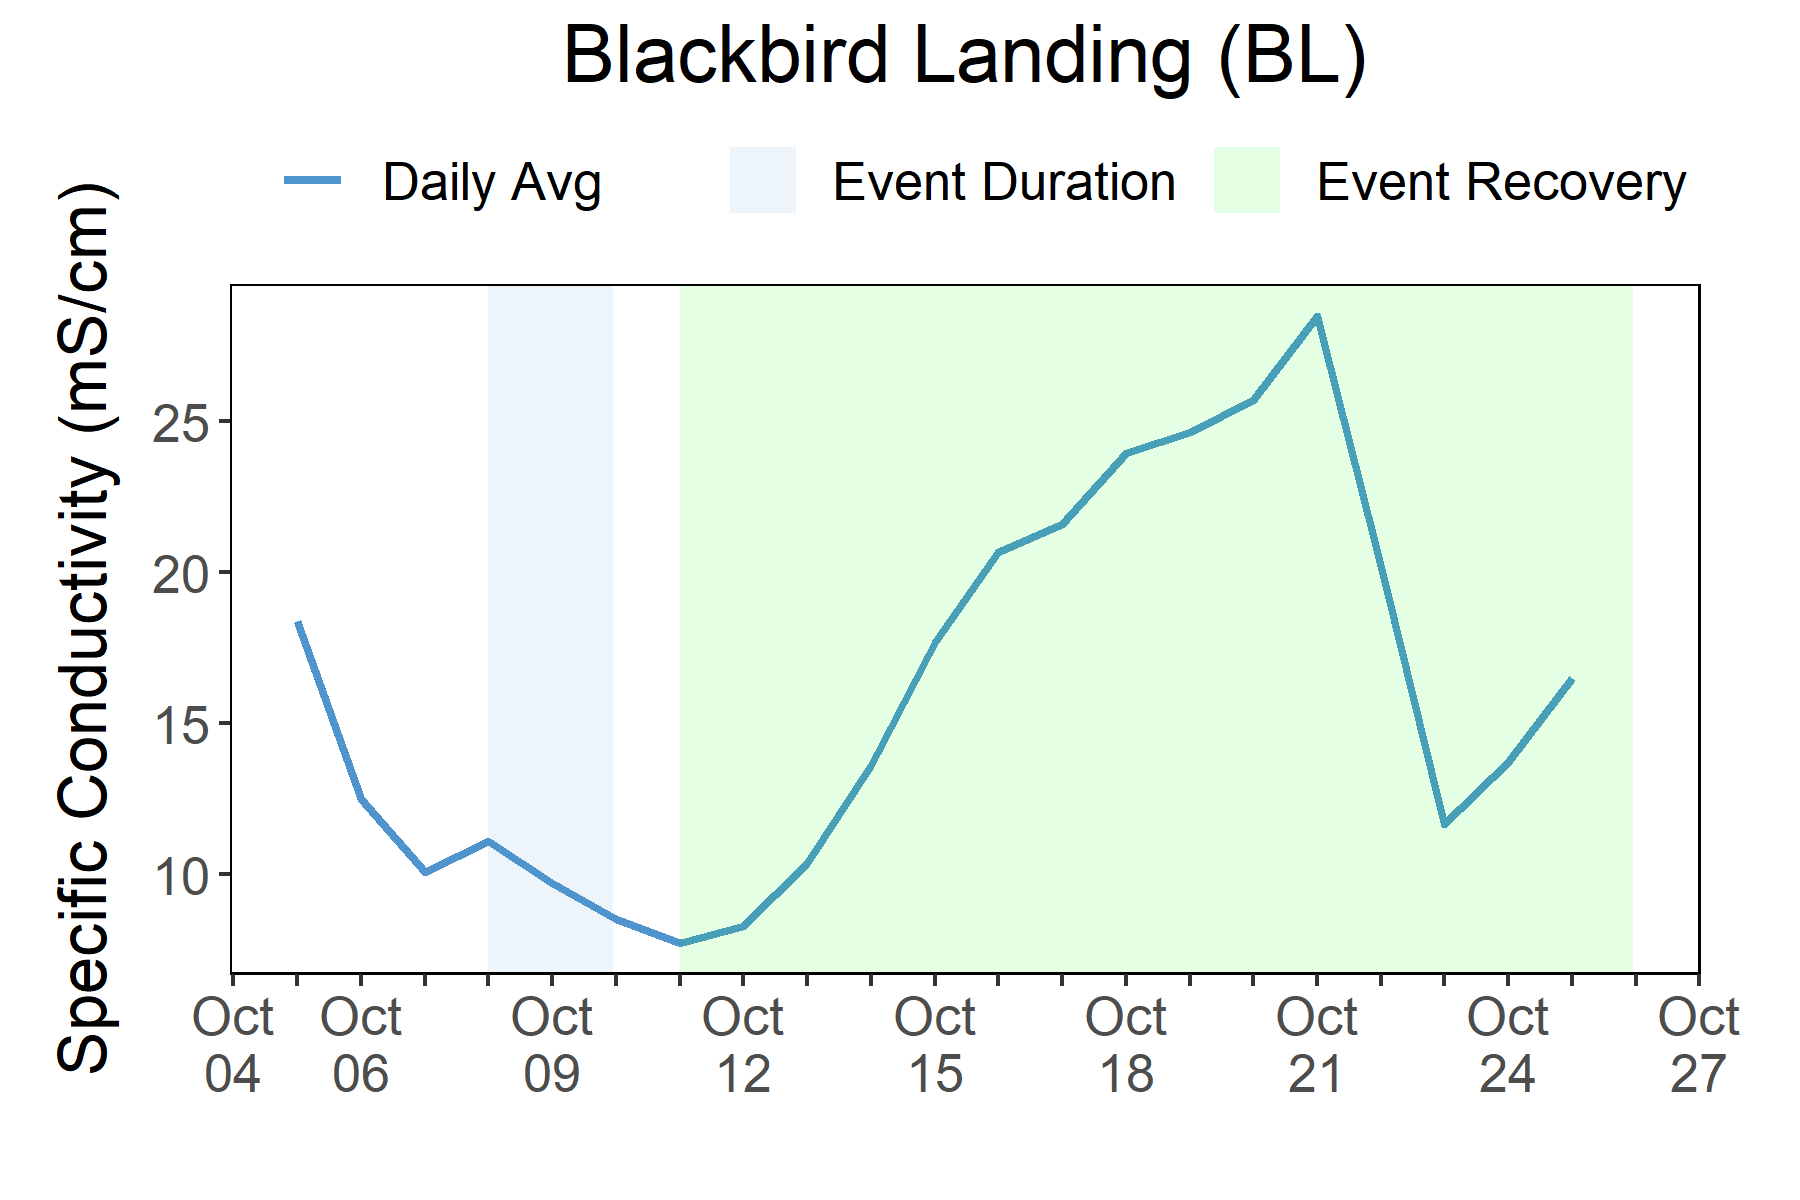 Blackbird Landing (BL)
Daily Avg Event Duration Event Recovery
Specific Conductivity (mS/cm)
25
20
15
10
Oct Oct Oct Oct Oct Oct Oct Oct Oct
04 06 09 12 15 18 21 24 27